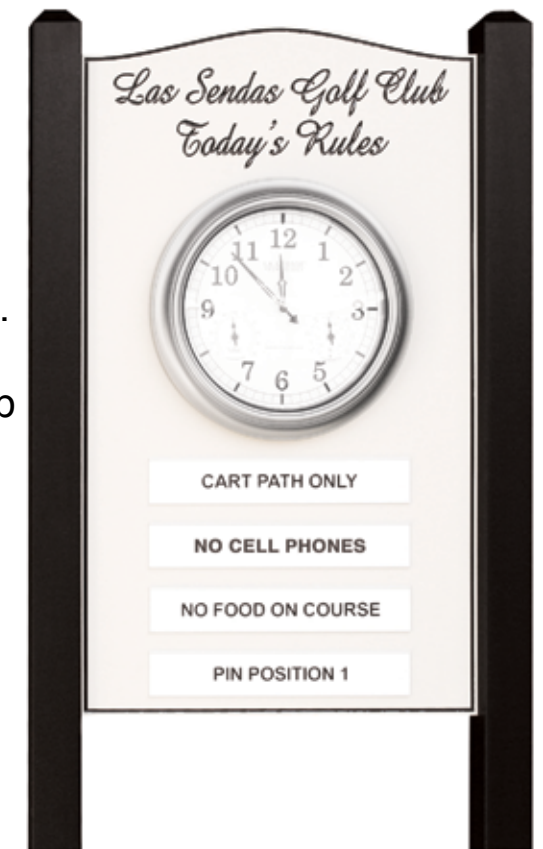 Las Sendas Golf Club
Today's Rules
12
11 1
10 2
9 3
7 5
6
CART PATH ONLY
NO CELL PHONES
NO FOOD ON COURSE
PIN POSITION 1